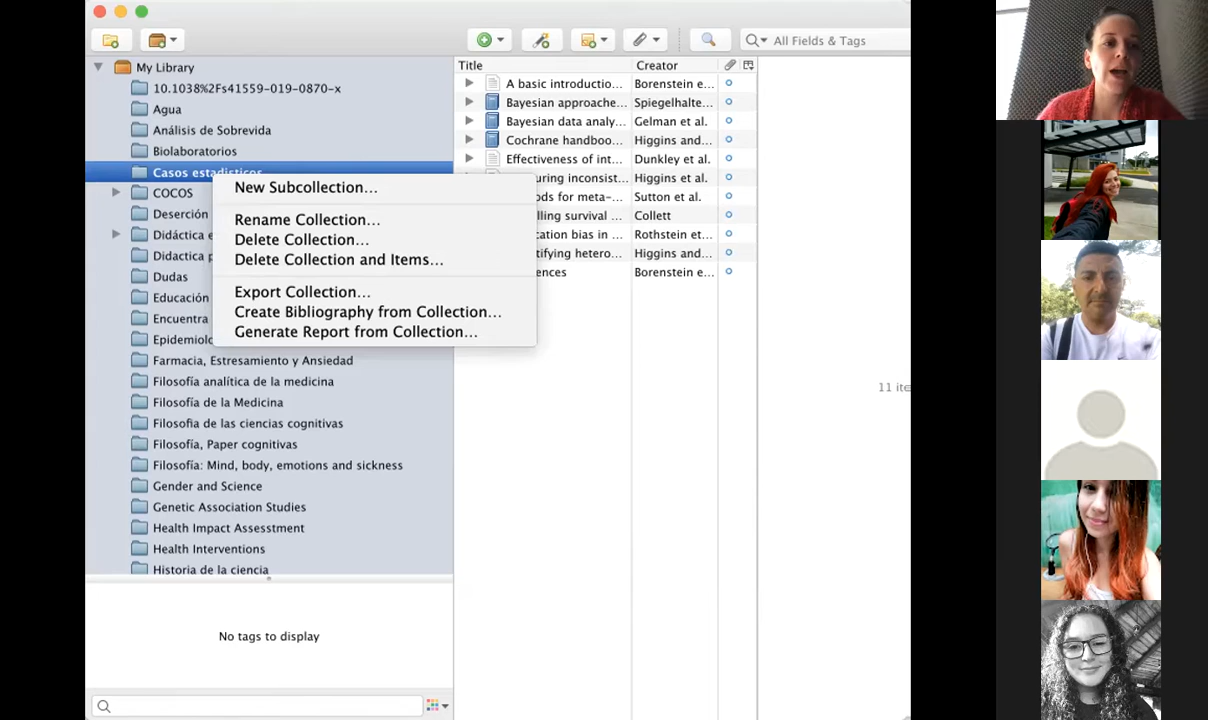 All Fields & Tags
My Library
10.1038%2Fs41559-019-0870-x
Agua
Análisis de Sobrevida
Biolaboratorios
Casos estadísticos
COCOS
Deserción
Didáctica e
Didactica p
Dudas
Educación
Encuentra
Epidemiolo
Farmacia, Estresamiento y Ansiedad
Filosofía analítica de la medicina
Filosofía de la Medicina
Filosofia de las ciencias cognitivas
Filosofía, Paper cognitivas
Filosofía: Mind, body, emotions and sickness
Gender and Science
Genetic Association Studies
Health Impact Assesstment
Health Interventions
Historia de la ciencia
No tags to display
New Subcollection...
Rename Collection...
Delete Collection...
Delete Collection and Items...
Export Collection...
Create Bibliography from Collection...
Generate Report from Collection...
Title Creator
A basic introductio... Borenstein e...
Bayesian approache... Spiegelhalte...
Bayesian data analy... Gelman et al.
Cochrane handboo... Higgins and...
Effectiveness of int... Dunkley et al.
uring inconsist... Higgins et al.
ods for meta-... Sutton et al.
lling survival ... Collett
cation bias in ... Rothstein et...
tifying hetero... Higgins and...
ences Borenstein e...
11 ite